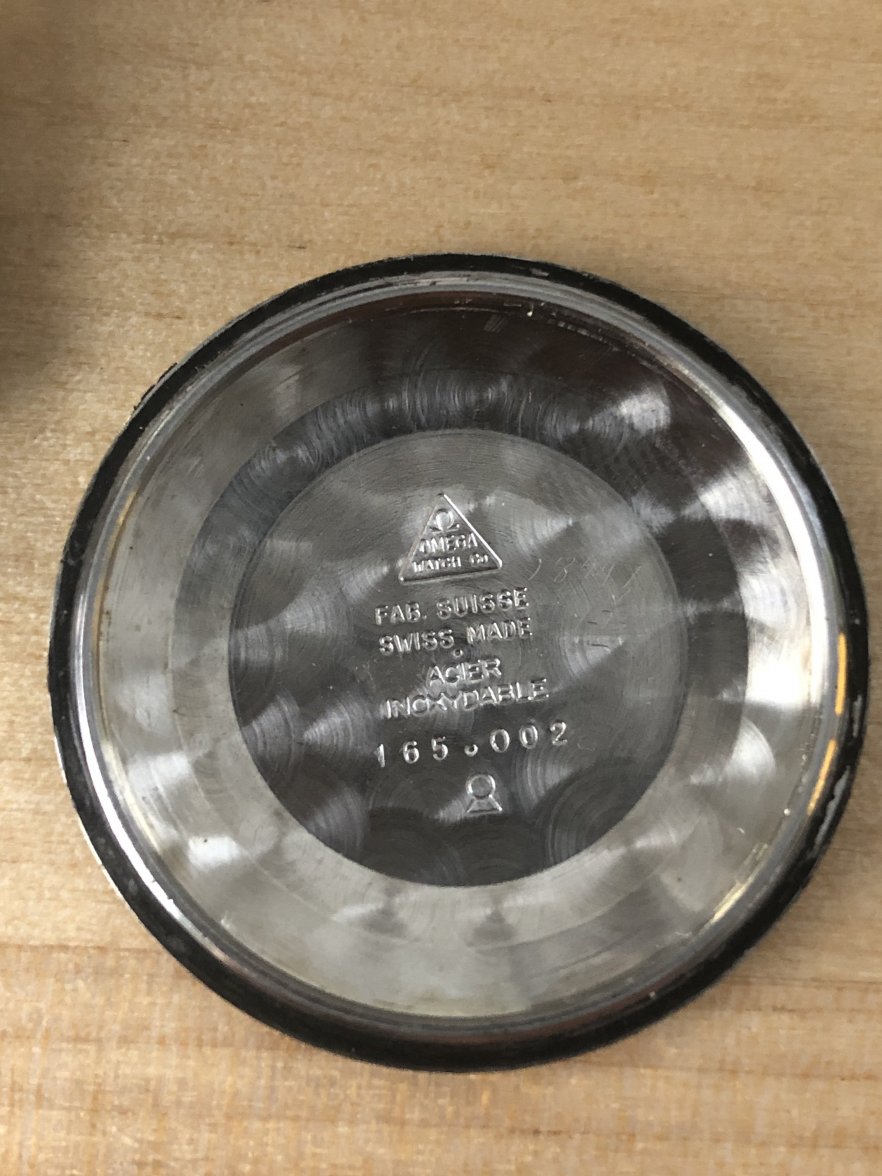 Ω
OMEGA
WATCH Co
FAB. SUISSE
SWISS MADE
ACIER
INOXYDABLE
165.002